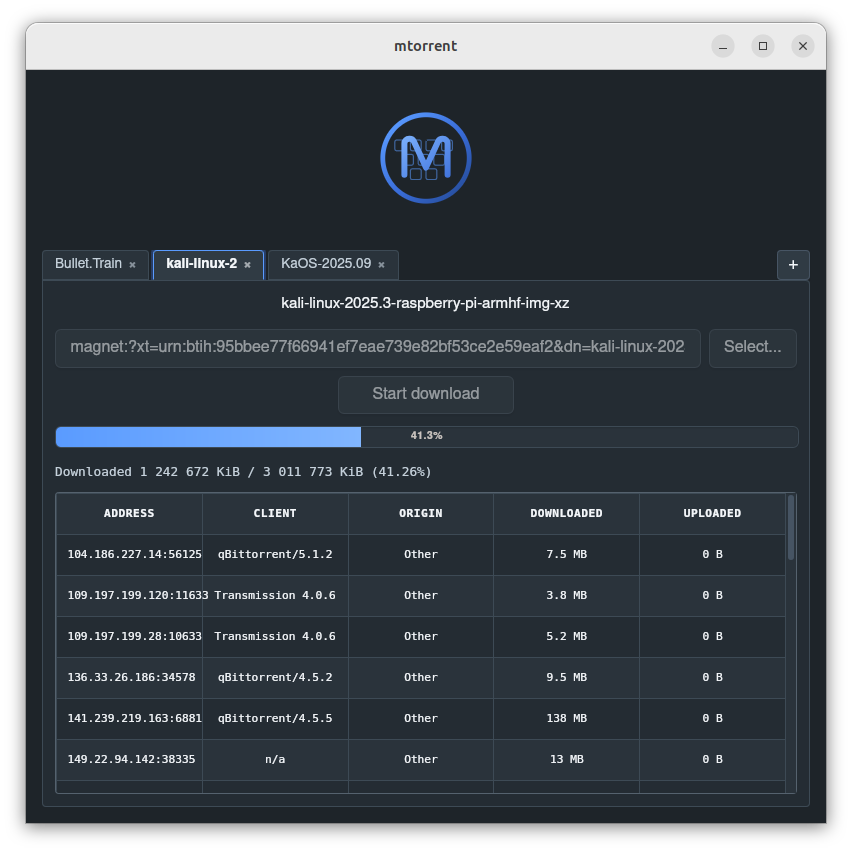 mtorrent
M
Bullet.Train × kali-linux-2 × KaOS-2025.09 × +
kali-linux-2025.3-raspberry-pi-armhf-img-xz
magnet:?xt=urn:btih:95bbee77f66941ef7eae739e82bf53ce2e59eaf2&dn=kali-linux-202 Select...
Start download
41.3%
Downloaded 1 242 672 KiB / 3 011 773 KiB (41.26%)
ADDRESS CLIENT ORIGIN DOWNLOADED UPLOADED
104.186.227.14:56125 qBittorrent/5.1.2 Other 7.5 MB 0 B
109.197.199.120:11633 Transmission 4.0.6 Other 3.8 MB 0 B
109.197.199.28:10633 Transmission 4.0.6 Other 5.2 MB 0 B
136.33.26.186:34578 qBittorrent/4.5.2 Other 9.5 MB 0 B
141.239.219.163:6881 qBittorrent/4.5.5 Other 138 MB 0 B
149.22.94.142:38335 n/a Other 13 MB 0 B